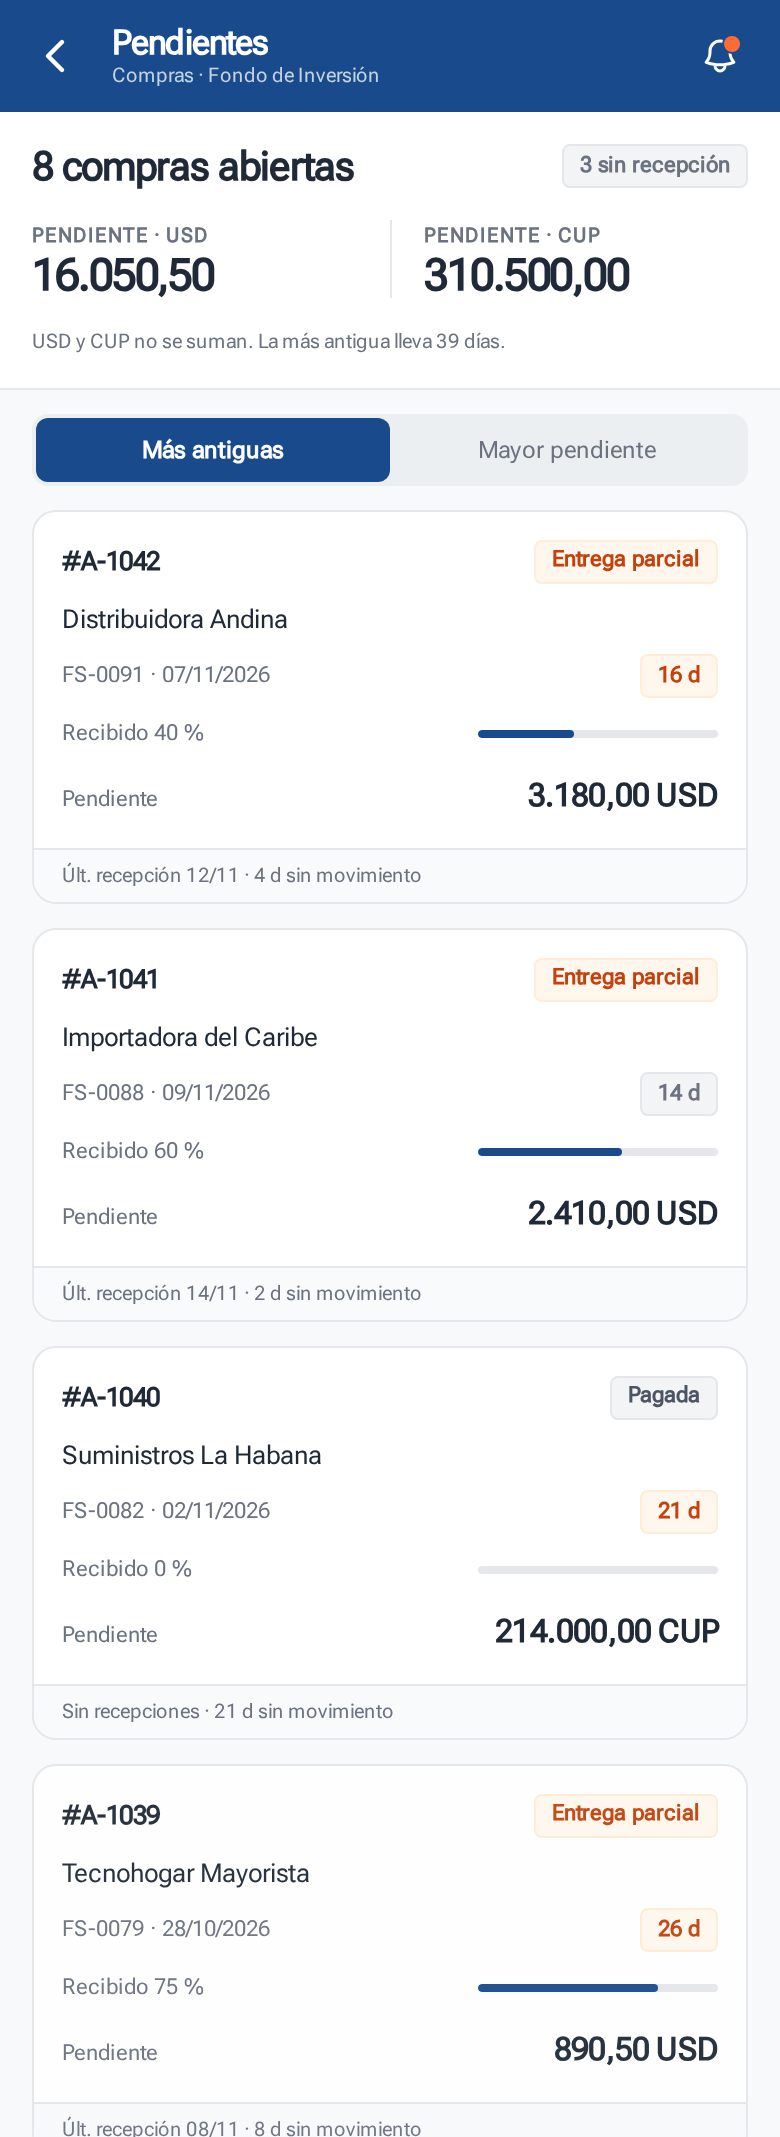 Pendientes
Compras · Fondo de Inversión
8 compras abiertas
3 sin recepción
PENDIENTE · USD
16.050,50
PENDIENTE · CUP
310.500,00
USD y CUP no se suman. La más antigua lleva 39 días.
Más antiguas
Mayor pendiente
#A-1042
Entrega parcial
Distribuidora Andina
FS-0091 · 07/11/2026
16 d
Recibido 40 %
Pendiente
3.180,00 USD
Últ. recepción 12/11 · 4 d sin movimiento
#A-1041
Entrega parcial
Importadora del Caribe
FS-0088 · 09/11/2026
14 d
Recibido 60 %
Pendiente
2.410,00 USD
Últ. recepción 14/11 · 2 d sin movimiento
#A-1040
Pagada
Suministros La Habana
FS-0082 · 02/11/2026
21 d
Recibido 0 %
Pendiente
214.000,00 CUP
Sin recepciones · 21 d sin movimiento
#A-1039
Entrega parcial
Tecnohogar Mayorista
FS-0079 · 28/10/2026
26 d
Recibido 75 %
Pendiente
890,50 USD
Últ. recepción 08/11 · 8 d sin movimiento